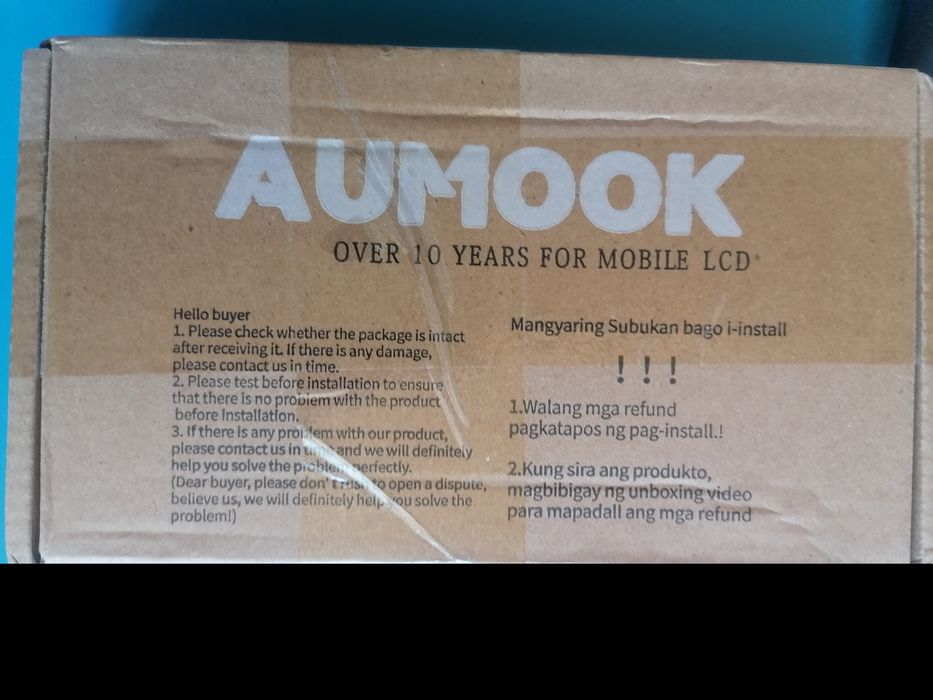 AUMOOK
OVER 10 YEARS FOR MOBILE LCD
Hello buyer
1. Please check whether the package is intact
after receiving it. If there is any damage,
please contact us in time.
2. Please test before installation to ensure
that there is no problem with the product
before installation.
3. If there is any problem with our product,
please contact us in time and we will definitely
help you solve the problem perfectly.
(Dear buyer, please don't rush to open a dispute,
believe us, we will definitely help you solve the
problem!)
Mangyaring Subukan bago i-install
! ! !
1.Walang mga refund
pagkatapos ng pag-install.!
2.Kung sira ang produkto,
magbibigay ng unboxing video
para mapadall ang mga refund